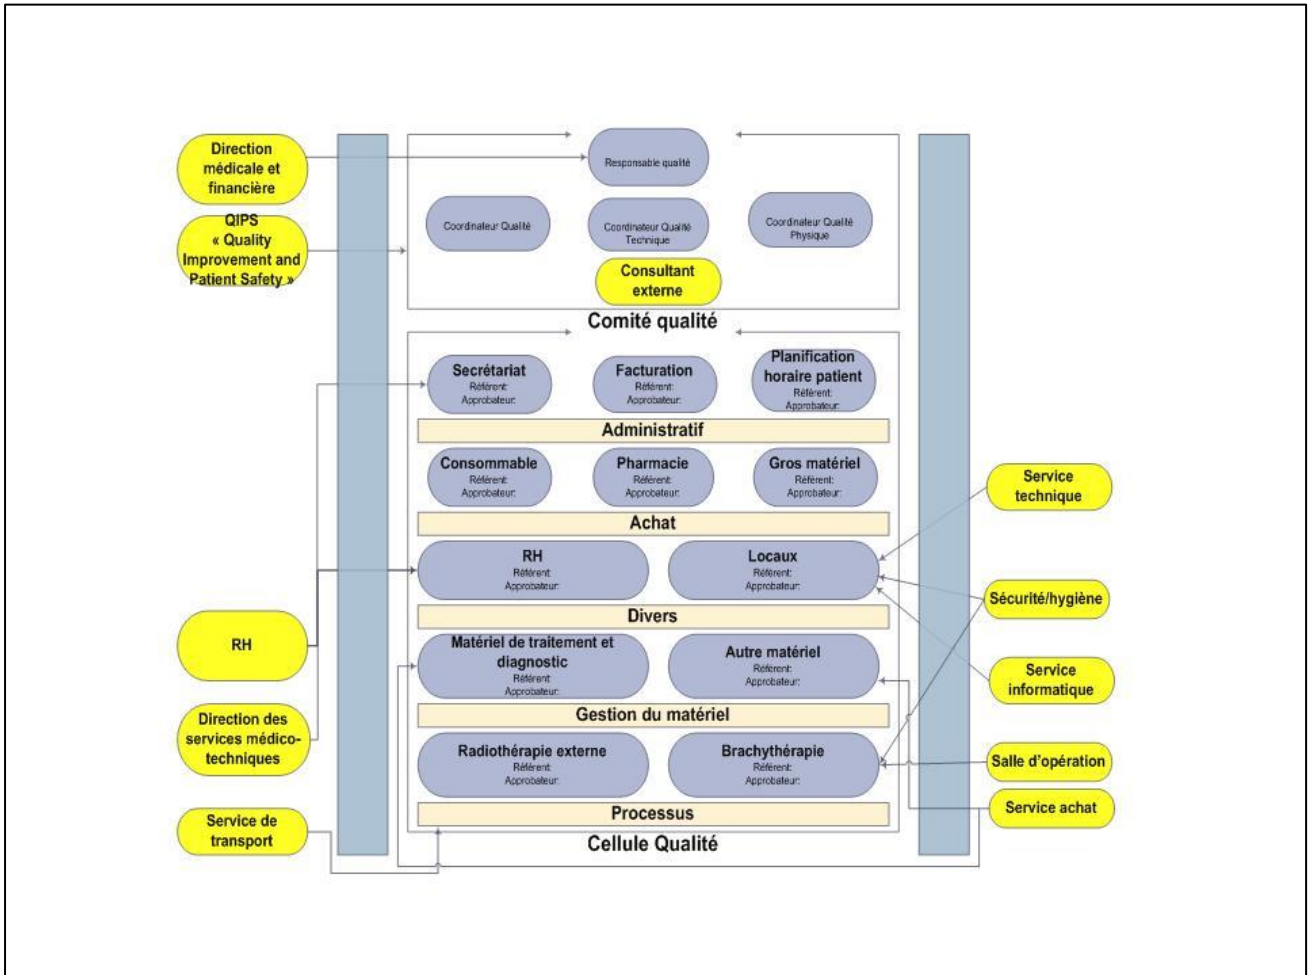 Direction
médicale et
financière
QIPS
« Quality
Improvement and
Patient Safety »
Responsable qualité
Coordinateur Qualité
Coordinateur Qualité
Technique
Coordinateur Qualité
Physique
Consultant
externe
Comité qualité
Secrétariat
Référent:
Approbateur:
Facturation
Référent:
Approbateur:
Planification
horaire patient
Référent:
Approbateur:
Administratif
Consommable
Référent:
Approbateur:
Pharmacie
Référent:
Approbateur:
Gros matériel
Référent:
Approbateur:
Achat
RH
Référent:
Approbateur:
Locaux
Référent:
Approbateur:
Divers
Matériel de traitement et
diagnostic
Référent:
Approbateur:
Autre matériel
Référent:
Approbateur:
Gestion du matériel
Radiothérapie externe
Référent:
Approbateur:
Brachythérapie
Référent:
Approbateur:
Processus
Cellule Qualité
RH
Direction des
services médico-
techniques
Service de
transport
Service
technique
Sécurité/hygiène
Service
informatique
Salle d'opération
Service achat